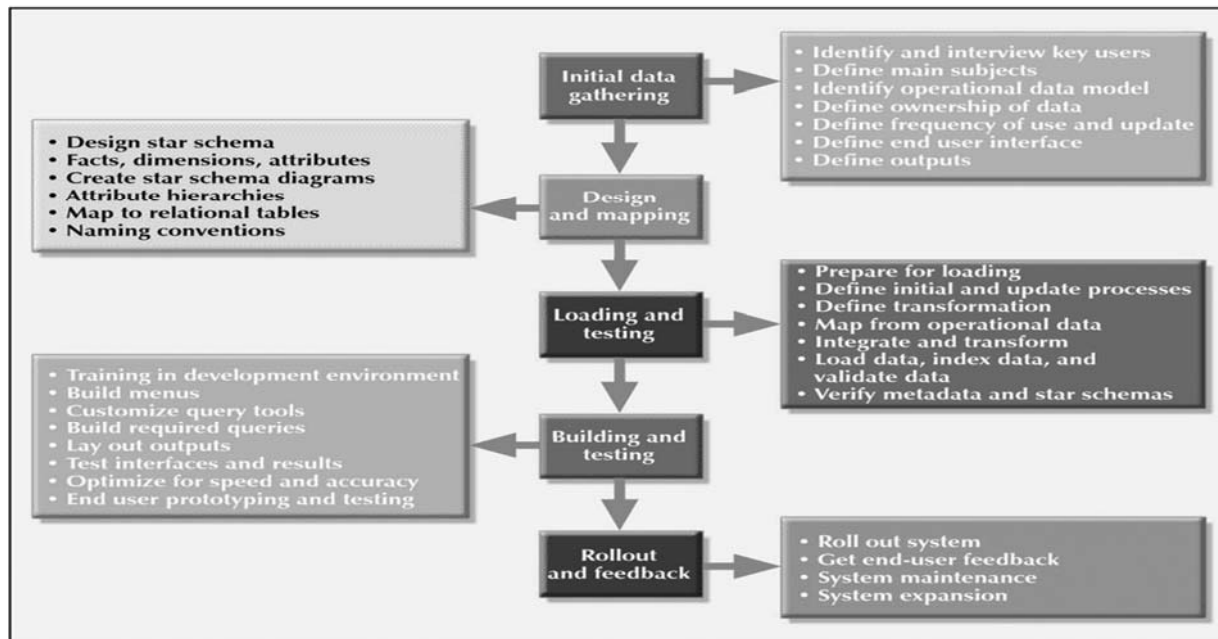 Initial data
gathering
• Identify and interview key users
• Define main subjects
• Identify operational data model
• Define ownership of data
• Define frequency of use and update
• Define end user interface
• Define outputs
Design
and mapping
• Design star schema
• Facts, dimensions, attributes
• Create star schema diagrams
• Attribute hierarchies
• Map to relational tables
• Naming conventions
Loading and
testing
• Prepare for loading
• Define initial and update processes
• Define transformation
• Map from operational data
• Integrate and transform
• Load data, index data, and
validate data
• Verify metadata and star schemas
Building and
testing
• Training in development environment
• Build menus
• Customize query tools
• Build required queries
• Lay out outputs
• Test interfaces and results
• Optimize for speed and accuracy
• End user prototyping and testing
Rollout
and feedback
• Roll out system
• Get end-user feedback
• System maintenance
• System expansion